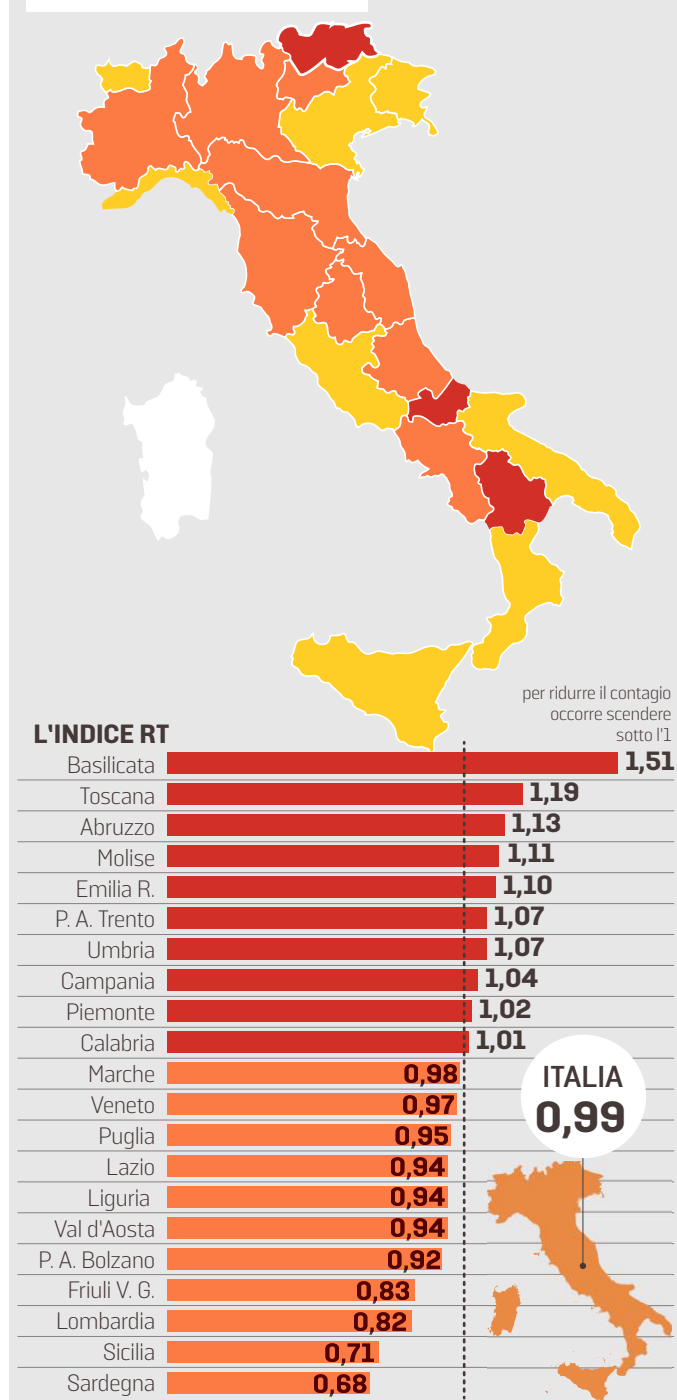 per ridurre il contagio
occorre scendere
sotto l'1
L'INDICE RT
Basilicata 1,51
Toscana 1,19
Abruzzo 1,13
Molise 1,11
Emilia R. 1,10
P. A. Trento 1,07
Umbria 1,07
Campania 1,04
Piemonte 1,02
Calabria 1,01
Marche 0,98
Veneto 0,97
Puglia 0,95
Lazio 0,94
Liguria 0,94
Val d'Aosta 0,94
P. A. Bolzano 0,92
Friuli V. G. 0,83
Lombardia 0,82
Sicilia 0,71
Sardegna 0,68
ITALIA
0,99